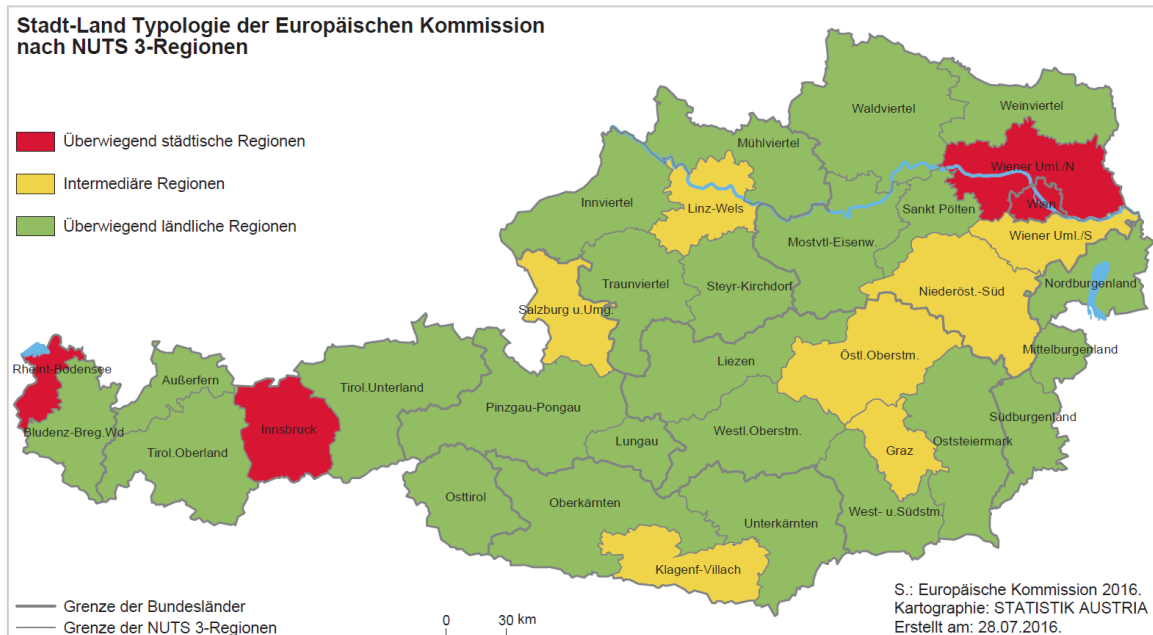 Stadt-Land Typologie der Europäischen Kommission
nach NUTS 3-Regionen
Überwiegend städtische Regionen
Intermediäre Regionen
Überwiegend ländliche Regionen
Waldviertel
Weinviertel
Mühlviertel
Wiener Uml./N
Innviertel
Linz-Wels
Sankt Pölten
Wien
Mostvtl-Eisenw.
Wiener Uml./S
Traunviertel
Steyr-Kirchdorf
Niederöst.-Süd
Nordburgenland
Salzburg u.Umg.
Mittelburgenland
Liezen
Östl.Oberstm.
Rheint-Bodensee
Außerfern
Tirol.Unterland
Pinzgau-Pongau
Südburgenland
Bludenz-Breg.Wd
Innsbruck
Tirol.Oberland
Lungau
Westl.Oberstm.
Graz
Oststeiermark
Osttirol
Oberkärnten
Unterkärnten
West- u.Südstm.
Klagenf-Villach
Grenze der Bundesländer
Grenze der NUTS 3-Regionen
0 30 km
S.: Europäische Kommission 2016.
Kartographie: STATISTIK AUSTRIA
Erstellt am: 28.07.2016.